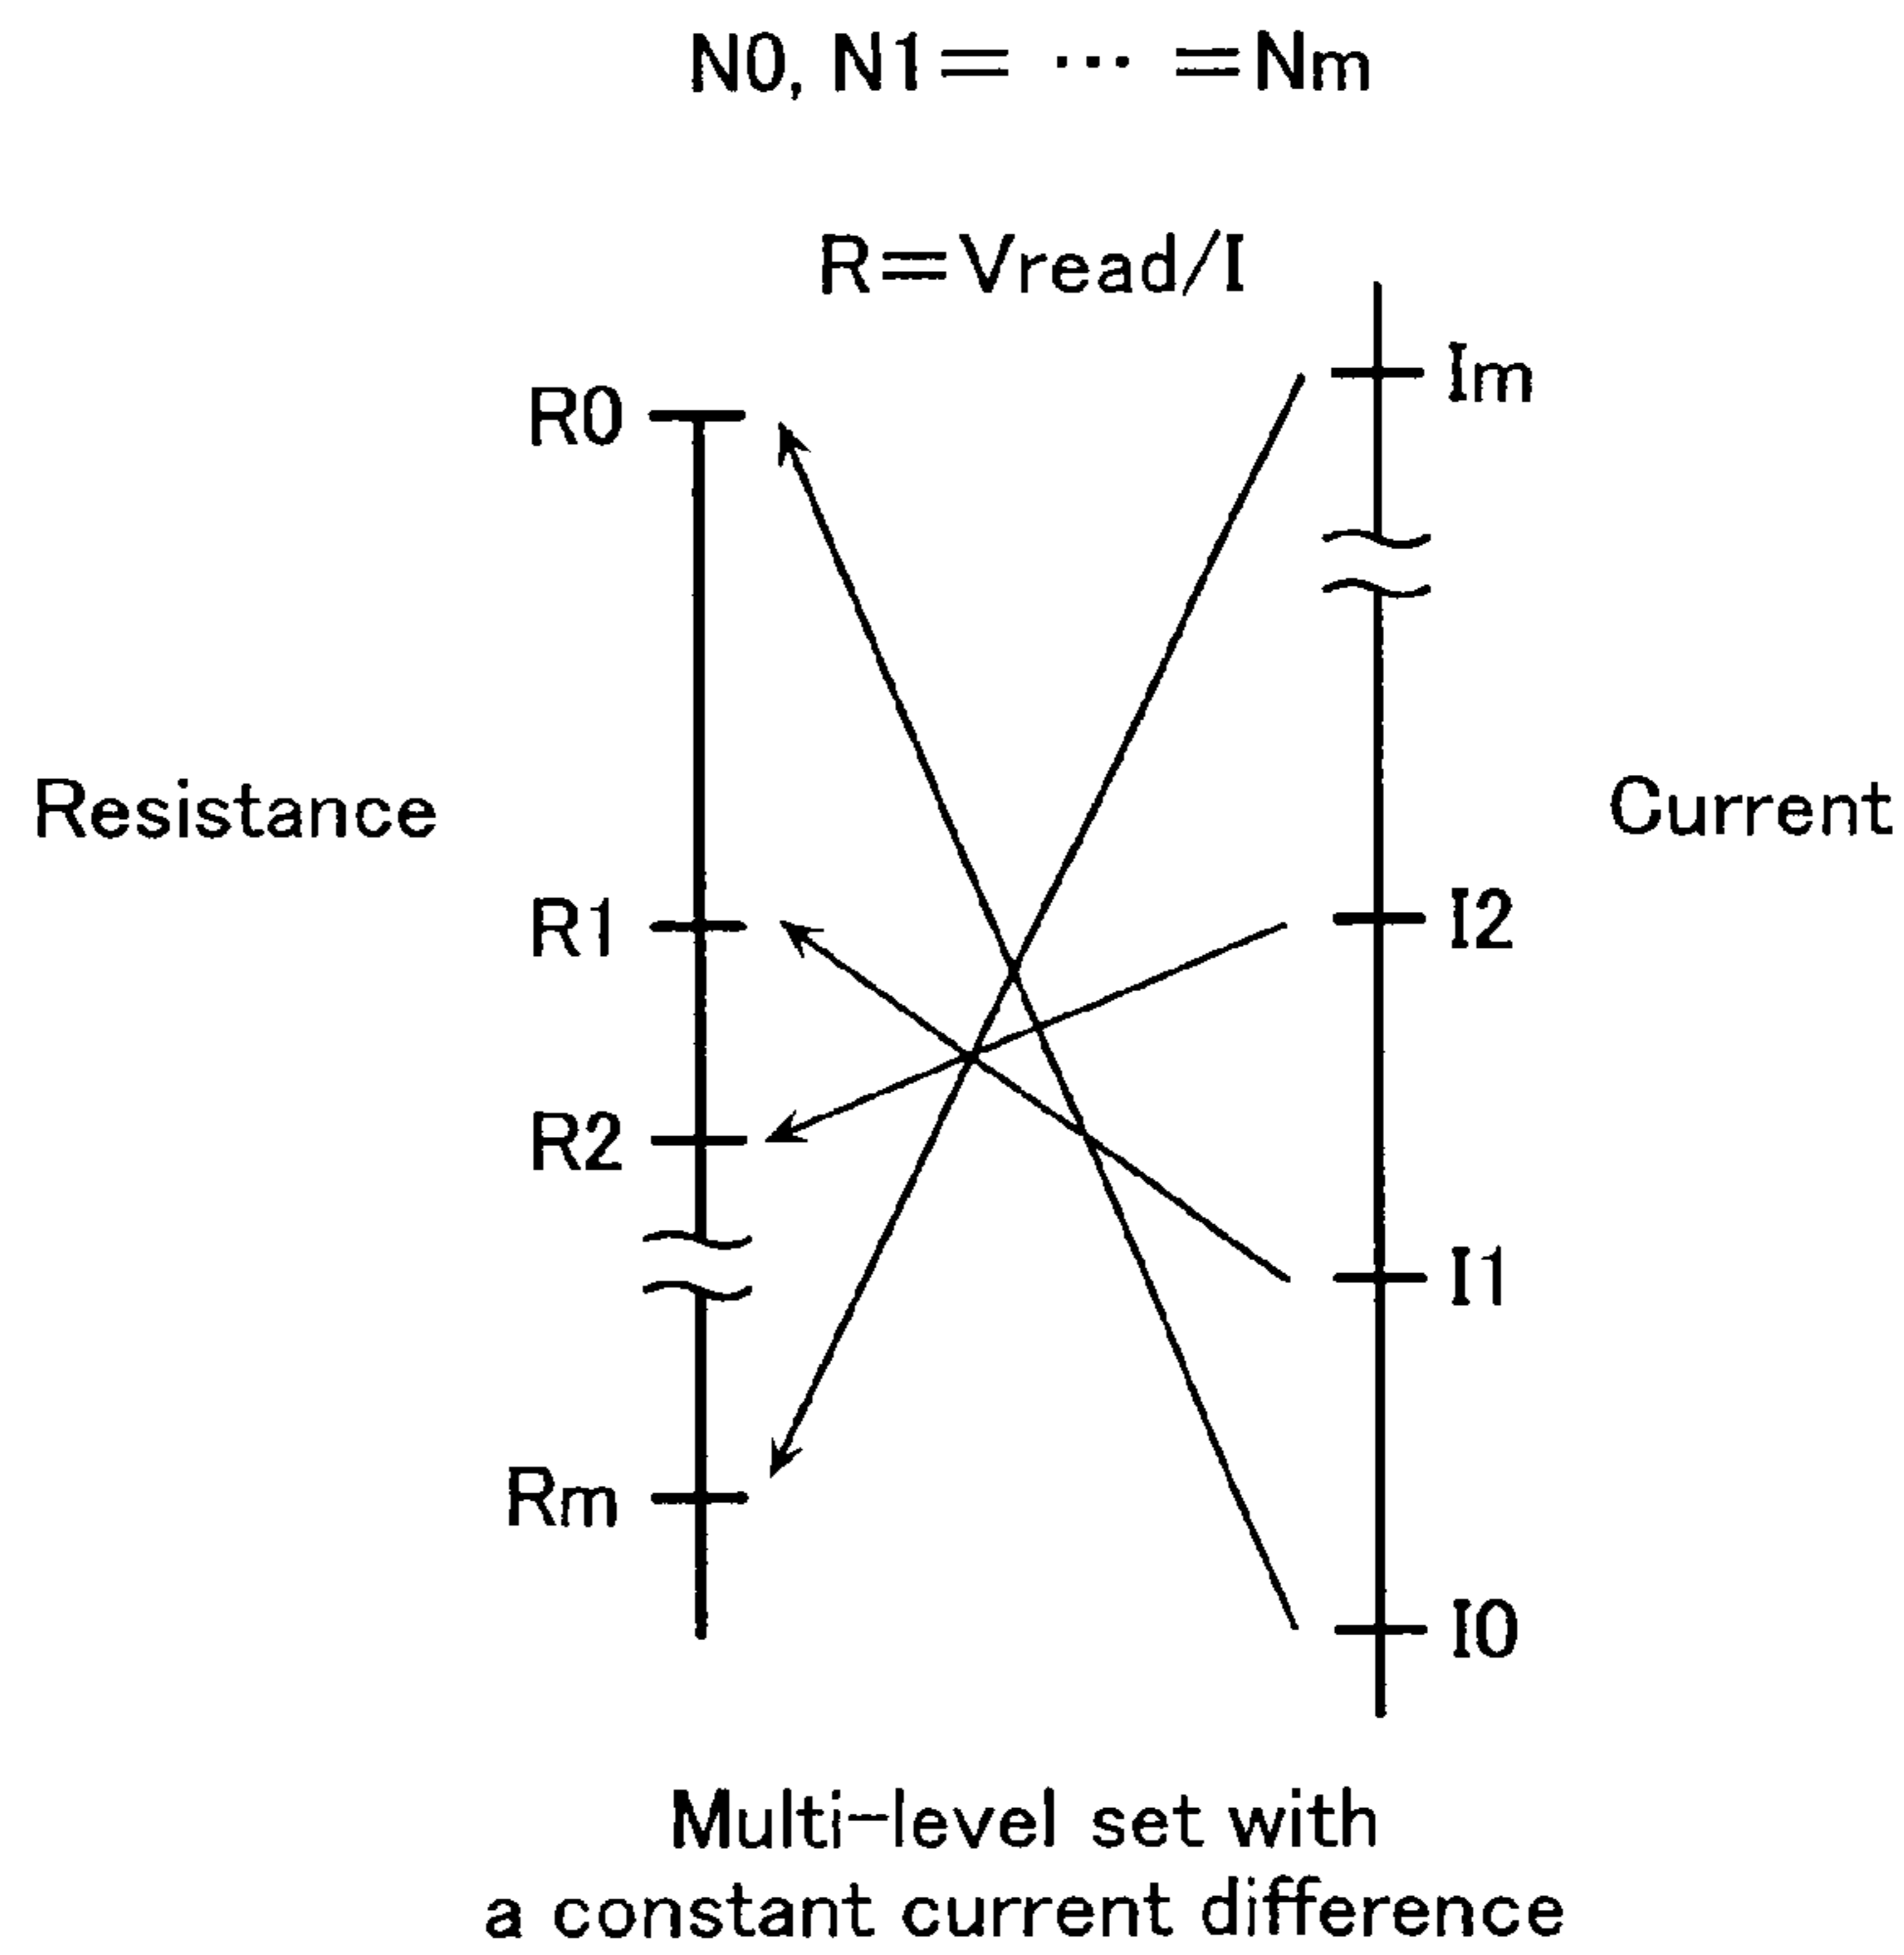 N0, N1= ··· =Nm
R=Vread/I
Im
R0
Resistance
Current
R1
I2
R2
I1
Rm
I0
Multi-level set with
a constant current difference